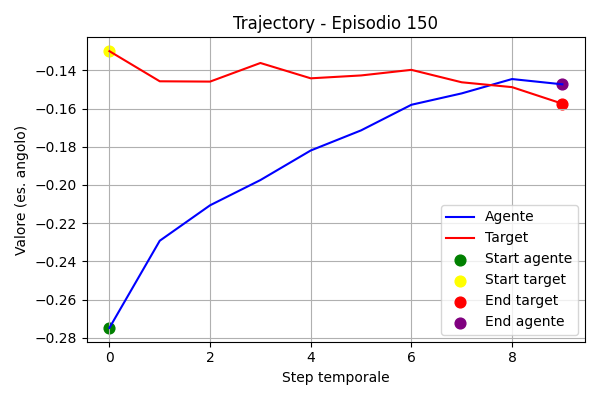 Trajectory - Episodio 150
Valore (es. angolo)
−0.14
−0.16
−0.18
−0.20
−0.22
−0.24
−0.26
−0.28
Agente
Target
Start agente
Start target
End target
End agente
0 2 4 6 8
Step temporale